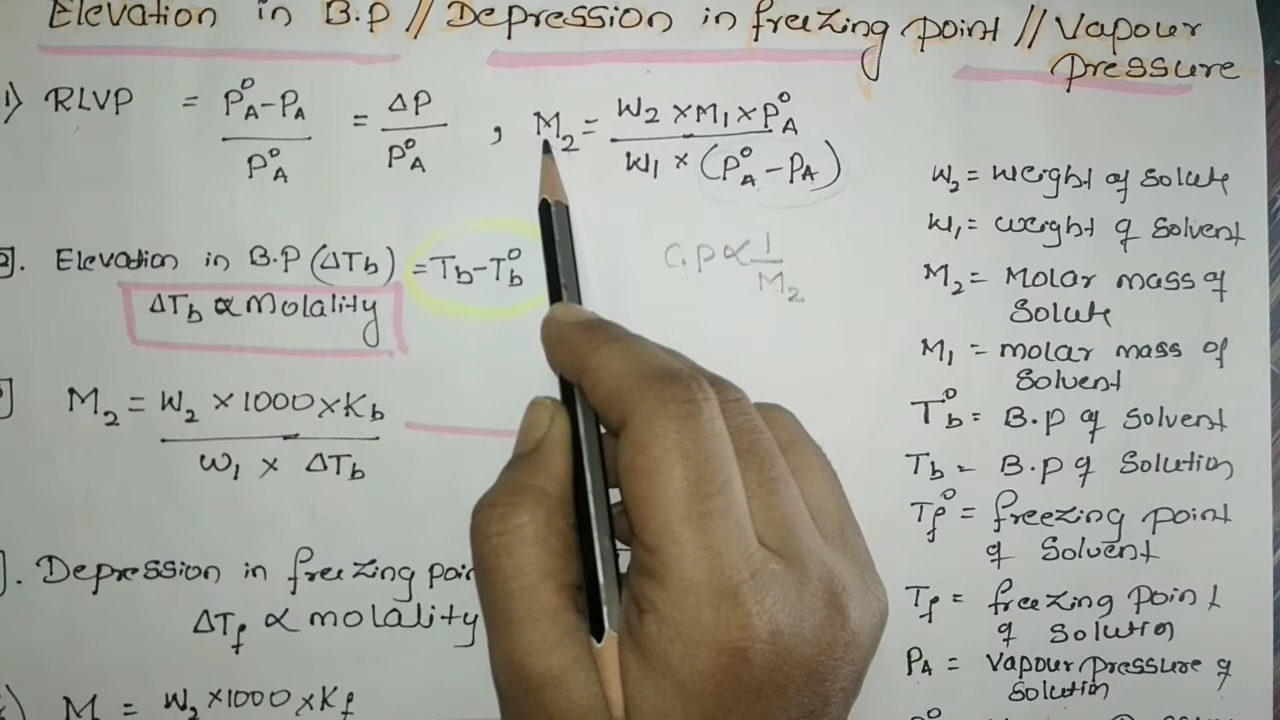 Elevation in B.P // Depression in freezing point // Vapour
Pressure
1) RLVP = P°A-PA / P°A = ΔP / P°A , M2 = W2 × M1 × P°A / W1 × (P°A - PA)
2]. Elevation in B.P (ΔTb) = Tb - T°b
ΔTb ∝ Molality
C.P ∝ 1 / M2
M2 = W2 × 1000 × Kb / W1 × ΔTb
). Depression in freezing poin
ΔTf ∝ molality
) M = W2 × 1000 × Kf
W2 = weight of solute
W1 = weight of solvent
M2 = Molar mass of
Solute
M1 = molar mass of
Solvent
T°b = B.p of solvent
Tb = B.p of solution
T°f = freezing point
of solvent
Tf = freezing point
of solution
PA = vapour pressure of
solution